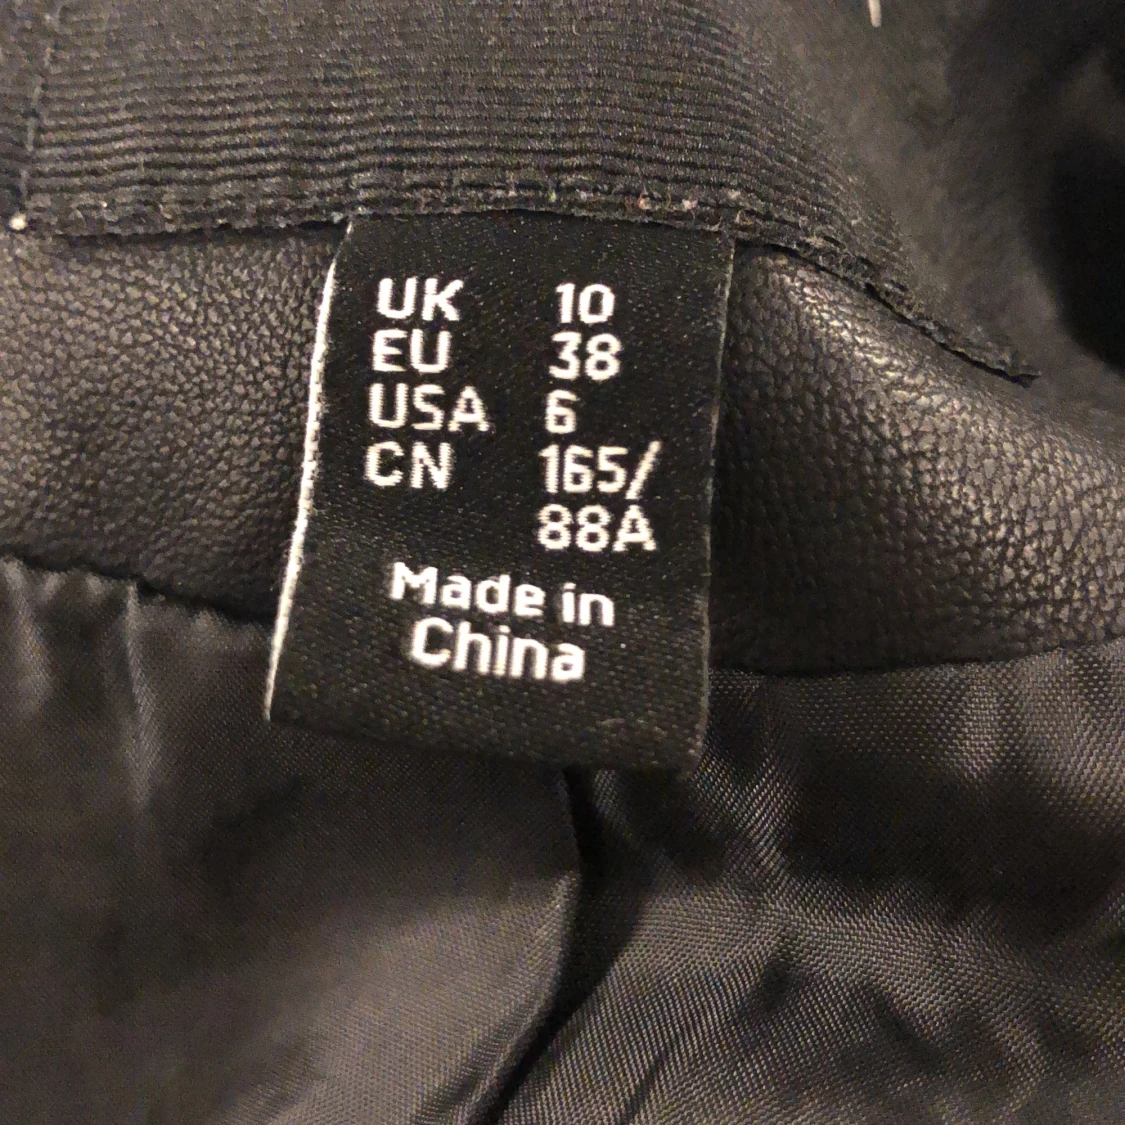 UK 10
EU 38
USA 6
CN 165/
88A
Made in
China